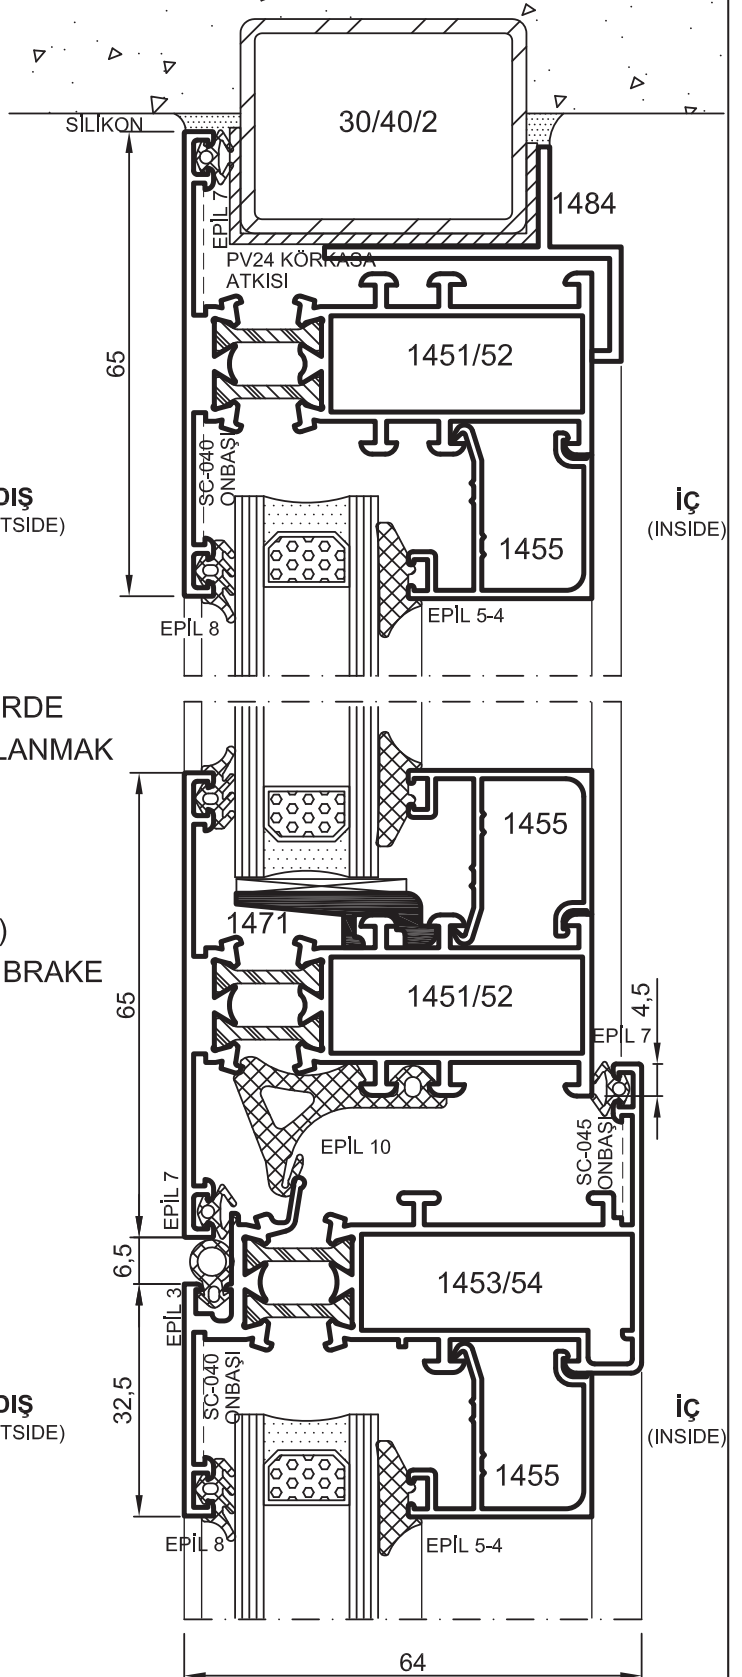 30/40/2
SİLİKON
1484
EPİL 7
PV24 KÖRKASA
ATKISI
65
1451/52
SC-040
ONBAŞI
DIŞ
TSIDE)
İÇ
(INSIDE)
1455
EPİL 8
EPİL 5-4
RDE
LANMAK
1455
)
1471
BRAKE
65
1451/52
4,5
EPİL 7
EPİL 10
SC-045
ONBAŞI
EPİL 7
6,5
1453/54
EPİL 3
32,5
SC-040
ONBAŞI
DIŞ
TSIDE)
İÇ
(INSIDE)
1455
EPİL 8
EPİL 5-4
64